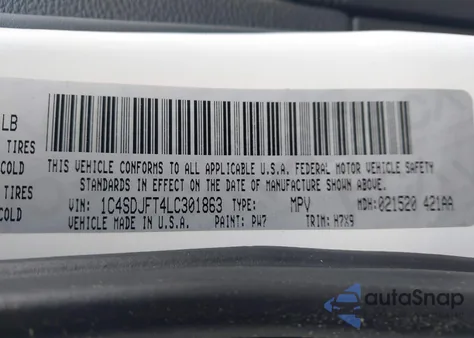 LB
TIRES
COLD
TIRES
COLD
THIS VEHICLE CONFORMS TO ALL APPLICABLE U.S.A. FEDERAL MOTOR VEHICLE SAFETY
STANDARDS IN EFFECT ON THE DATE OF MANUFACTURE SHOWN ABOVE.
VIN: 1C4SDJFT4LC301863 TYPE: MPV MDH: 021520 421AA
VEHICLE MADE IN U.S.A. PAINT: PW7 TRIM: H7X9
autoSnap
by carbuzz